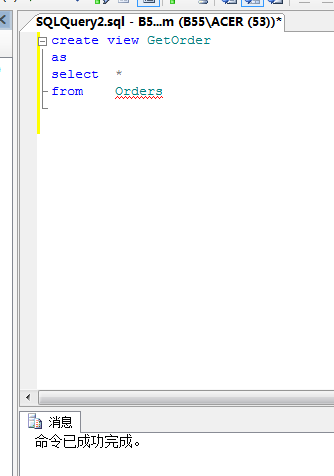 SQLQuery2.sql - B5...m (B55\ACER (53))*
create view GetOrder
as
select *
from Orders
消息
命令已成功完成。